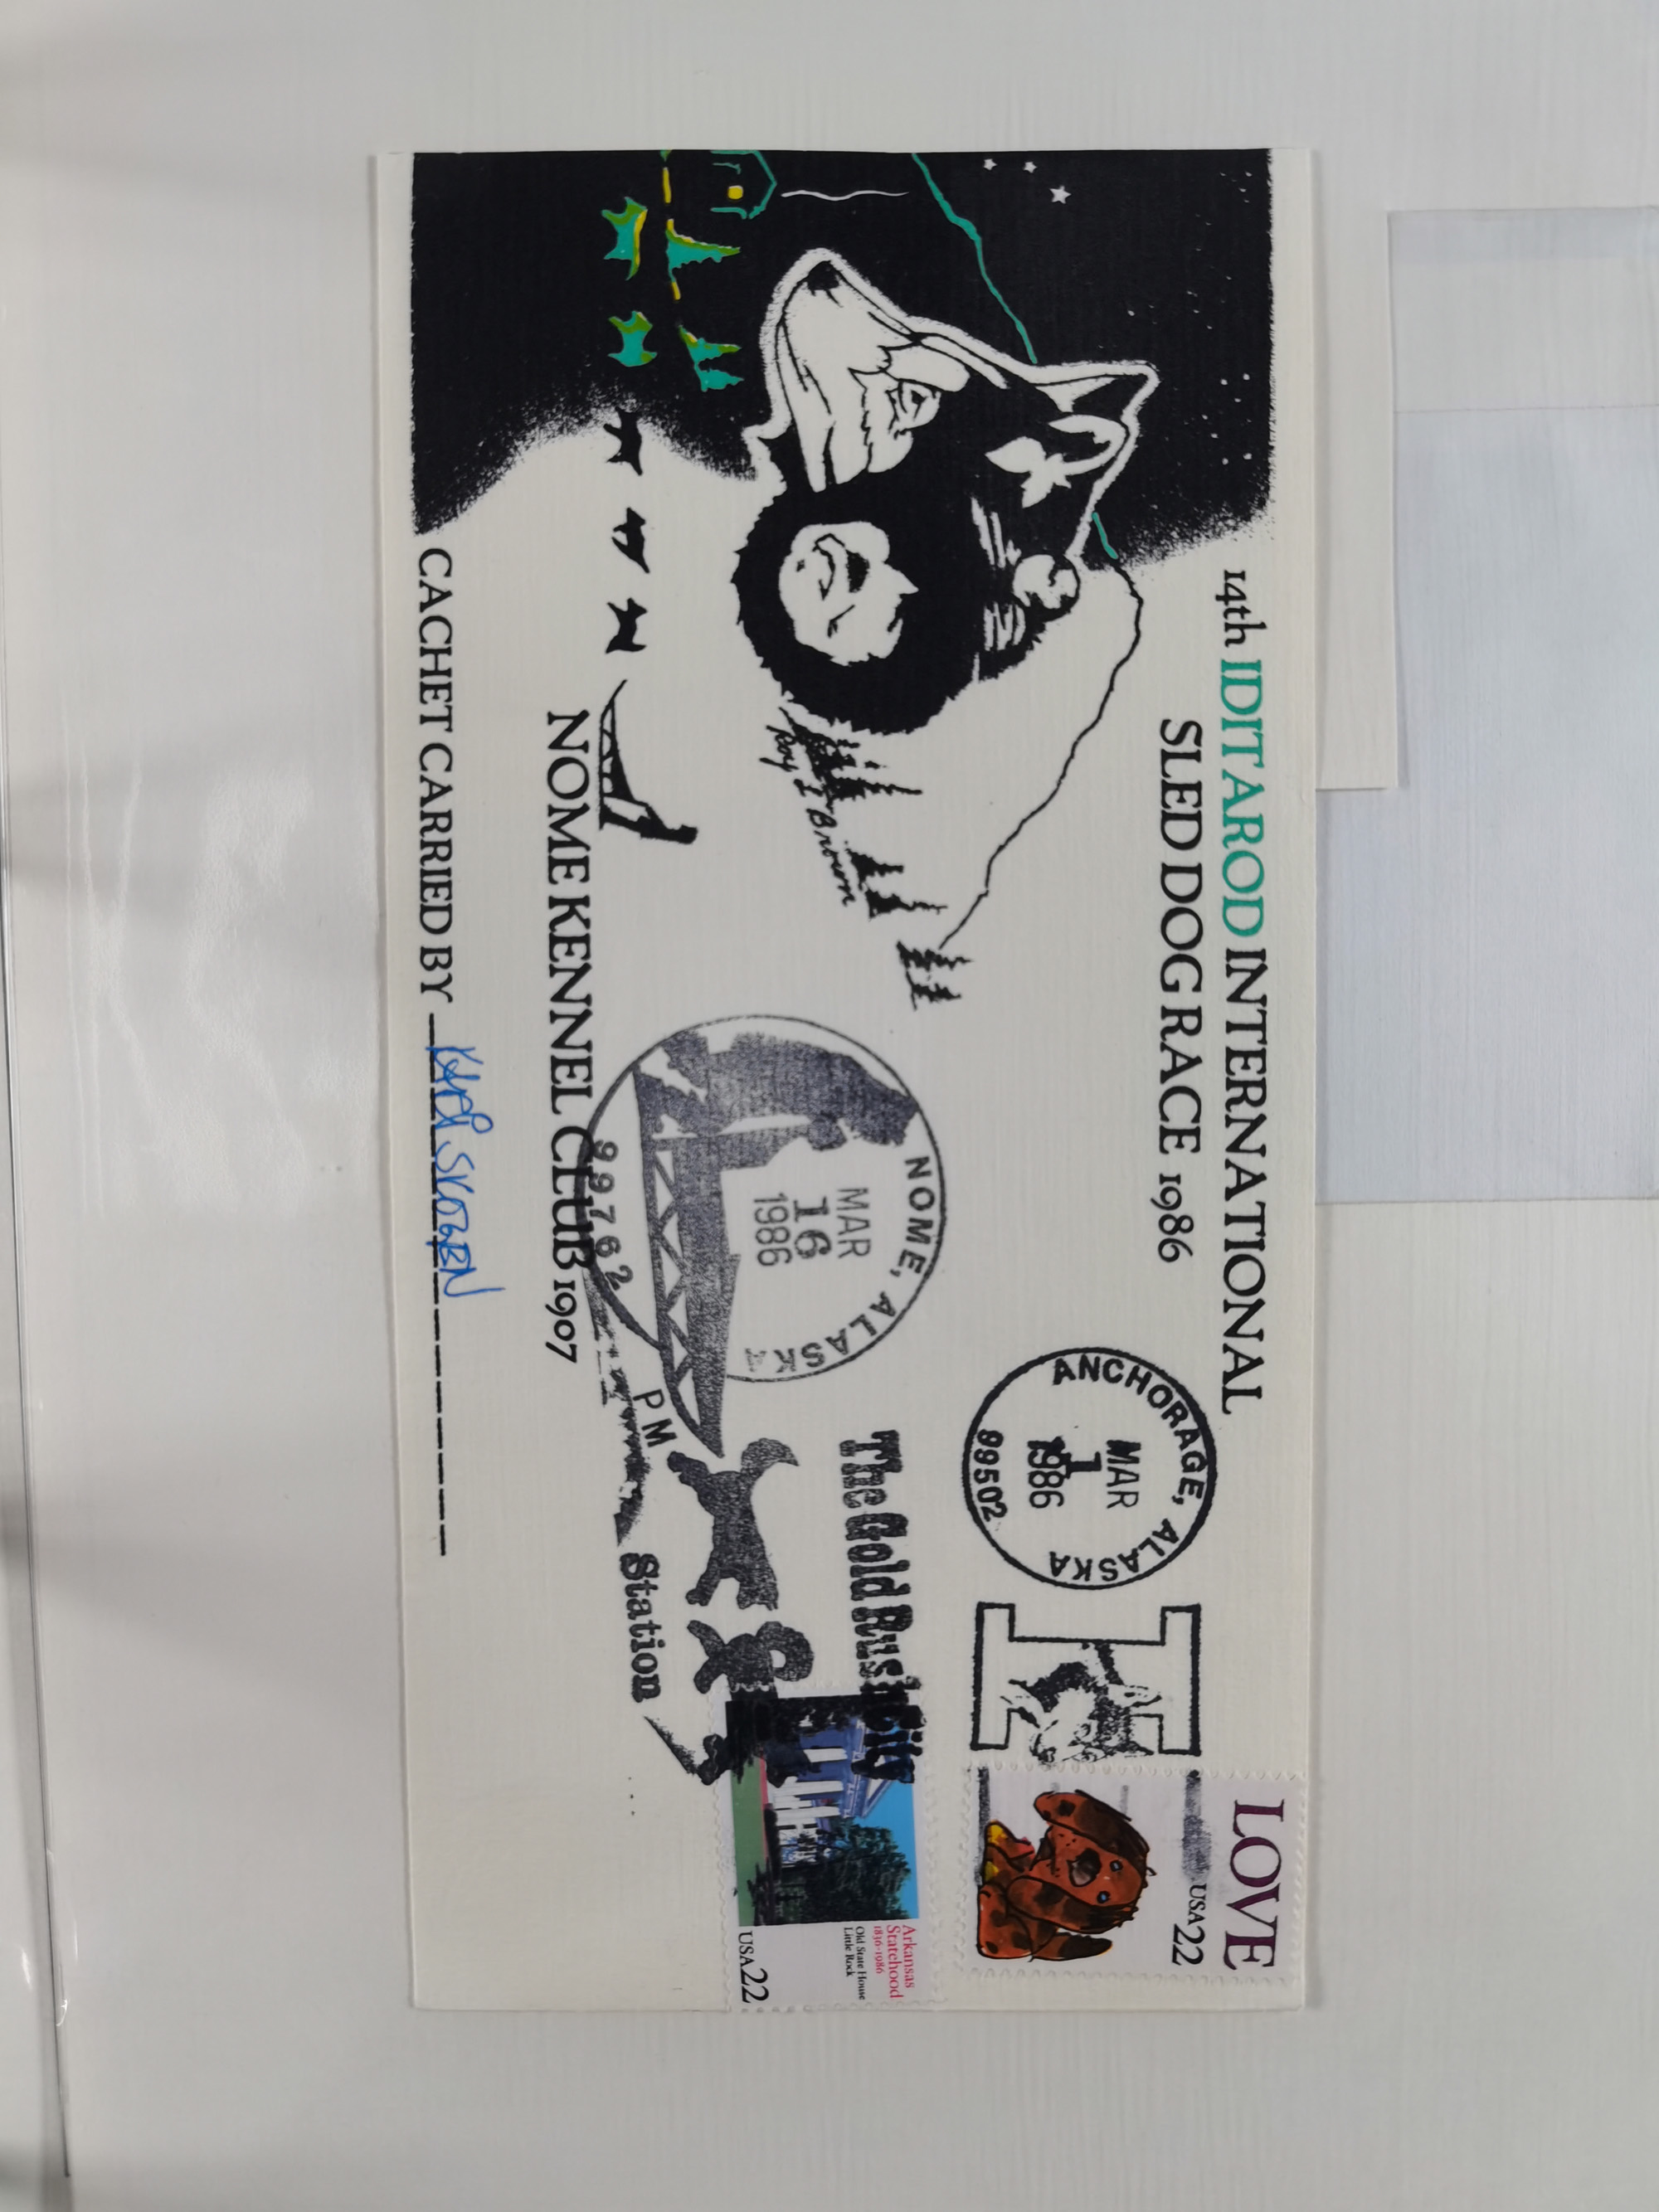 14th IDITAROD INTERNATIONAL
SLED DOG RACE 1986
ANCHORAGE, ALASKA
MAR
1
1986
99502
LOVE
USA 22
Roy I Brown
NOME, ALASKA
MAR
16
1986
99762
PM
The Gold Rush City
Station
Arkansas
Statehood
1836-1986
Old State House
Little Rock
USA 22
NOME KENNEL CLUB 1907
CACHET CARRIED BY